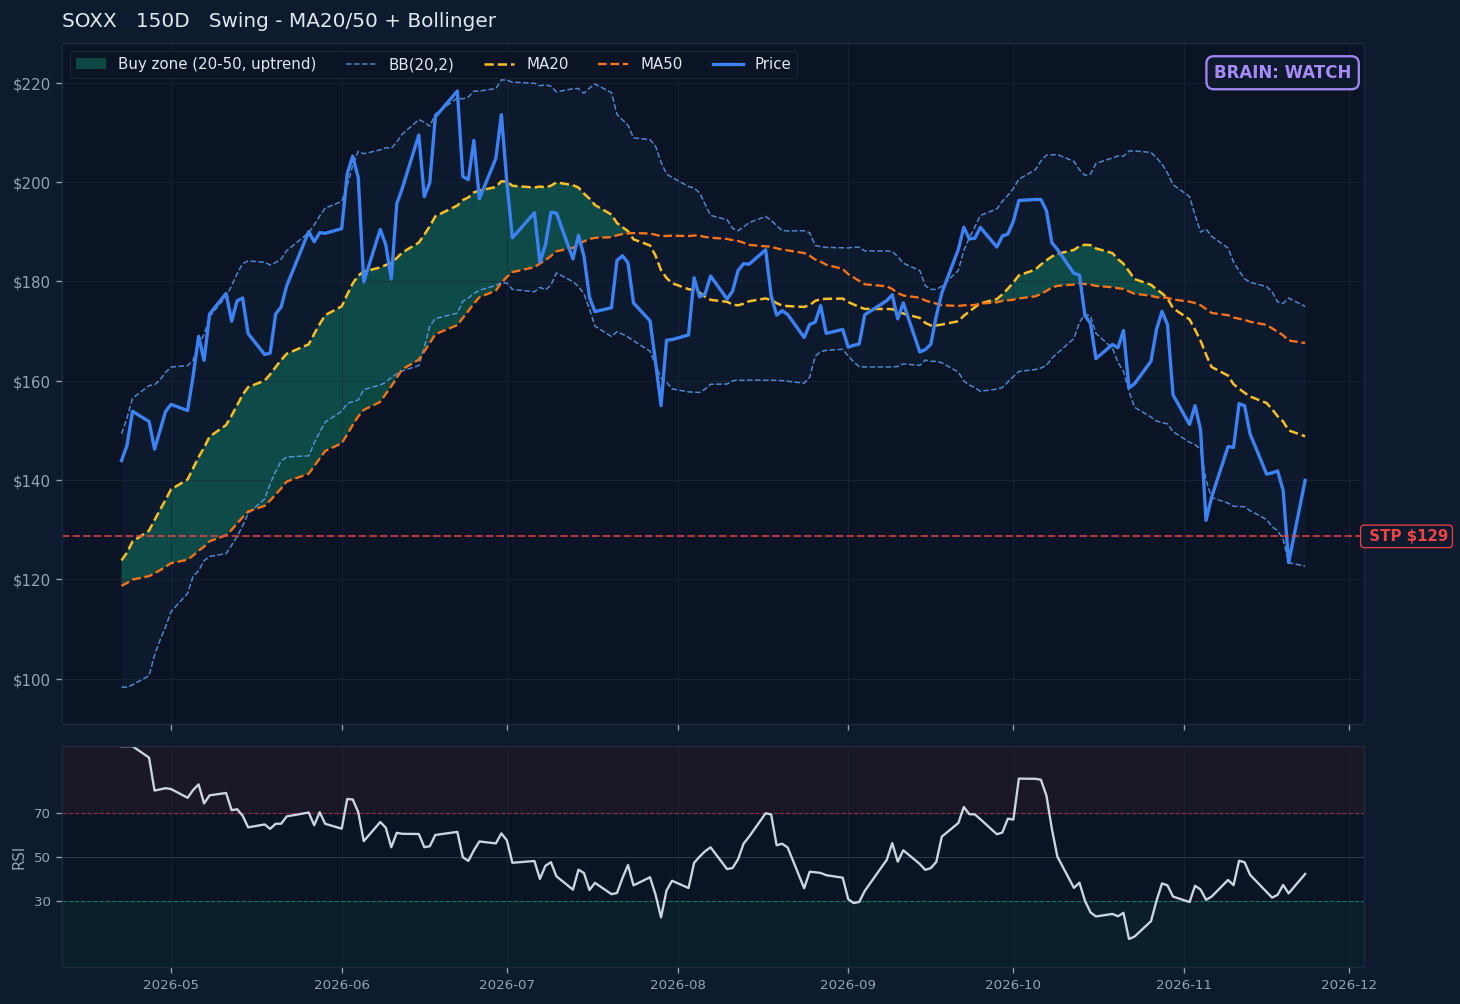 SOXX   150D   Swing - MA20/50 + Bollinger
Buy zone (20-50, uptrend)   BB(20,2)   MA20   MA50   Price
BRAIN: WATCH
$220
$200
$180
$160
$140
STP $129
$120
$100
RSI
70
50
30
2026-05   2026-06   2026-07   2026-08   2026-09   2026-10   2026-11   2026-12